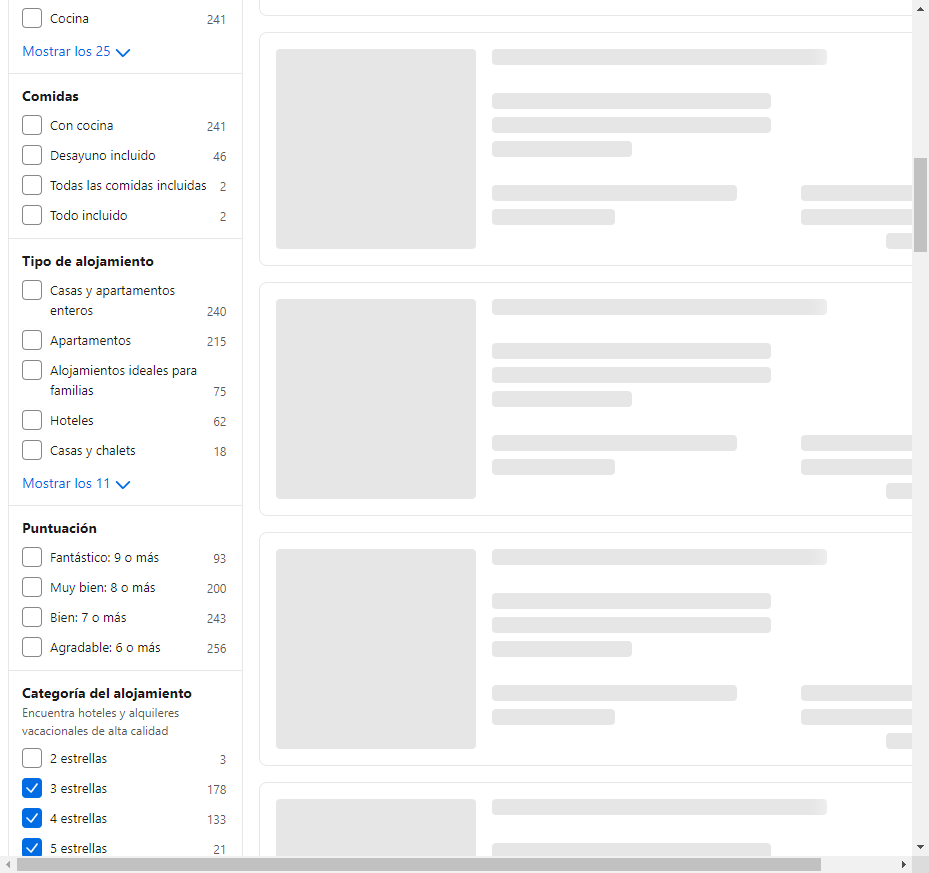 Cocina 241
Mostrar los 25
Comidas
Con cocina 241
Desayuno incluido 46
Todas las comidas incluidas 2
Todo incluido 2
Tipo de alojamiento
Casas y apartamentos
enteros 240
Apartamentos 215
Alojamientos ideales para
familias 75
Hoteles 62
Casas y chalets 18
Mostrar los 11
Puntuación
Fantástico: 9 o más 93
Muy bien: 8 o más 200
Bien: 7 o más 243
Agradable: 6 o más 256
Categoría del alojamiento
Encuentra hoteles y alquileres
vacacionales de alta calidad
2 estrellas 3
3 estrellas 178
4 estrellas 133
5 estrellas 21